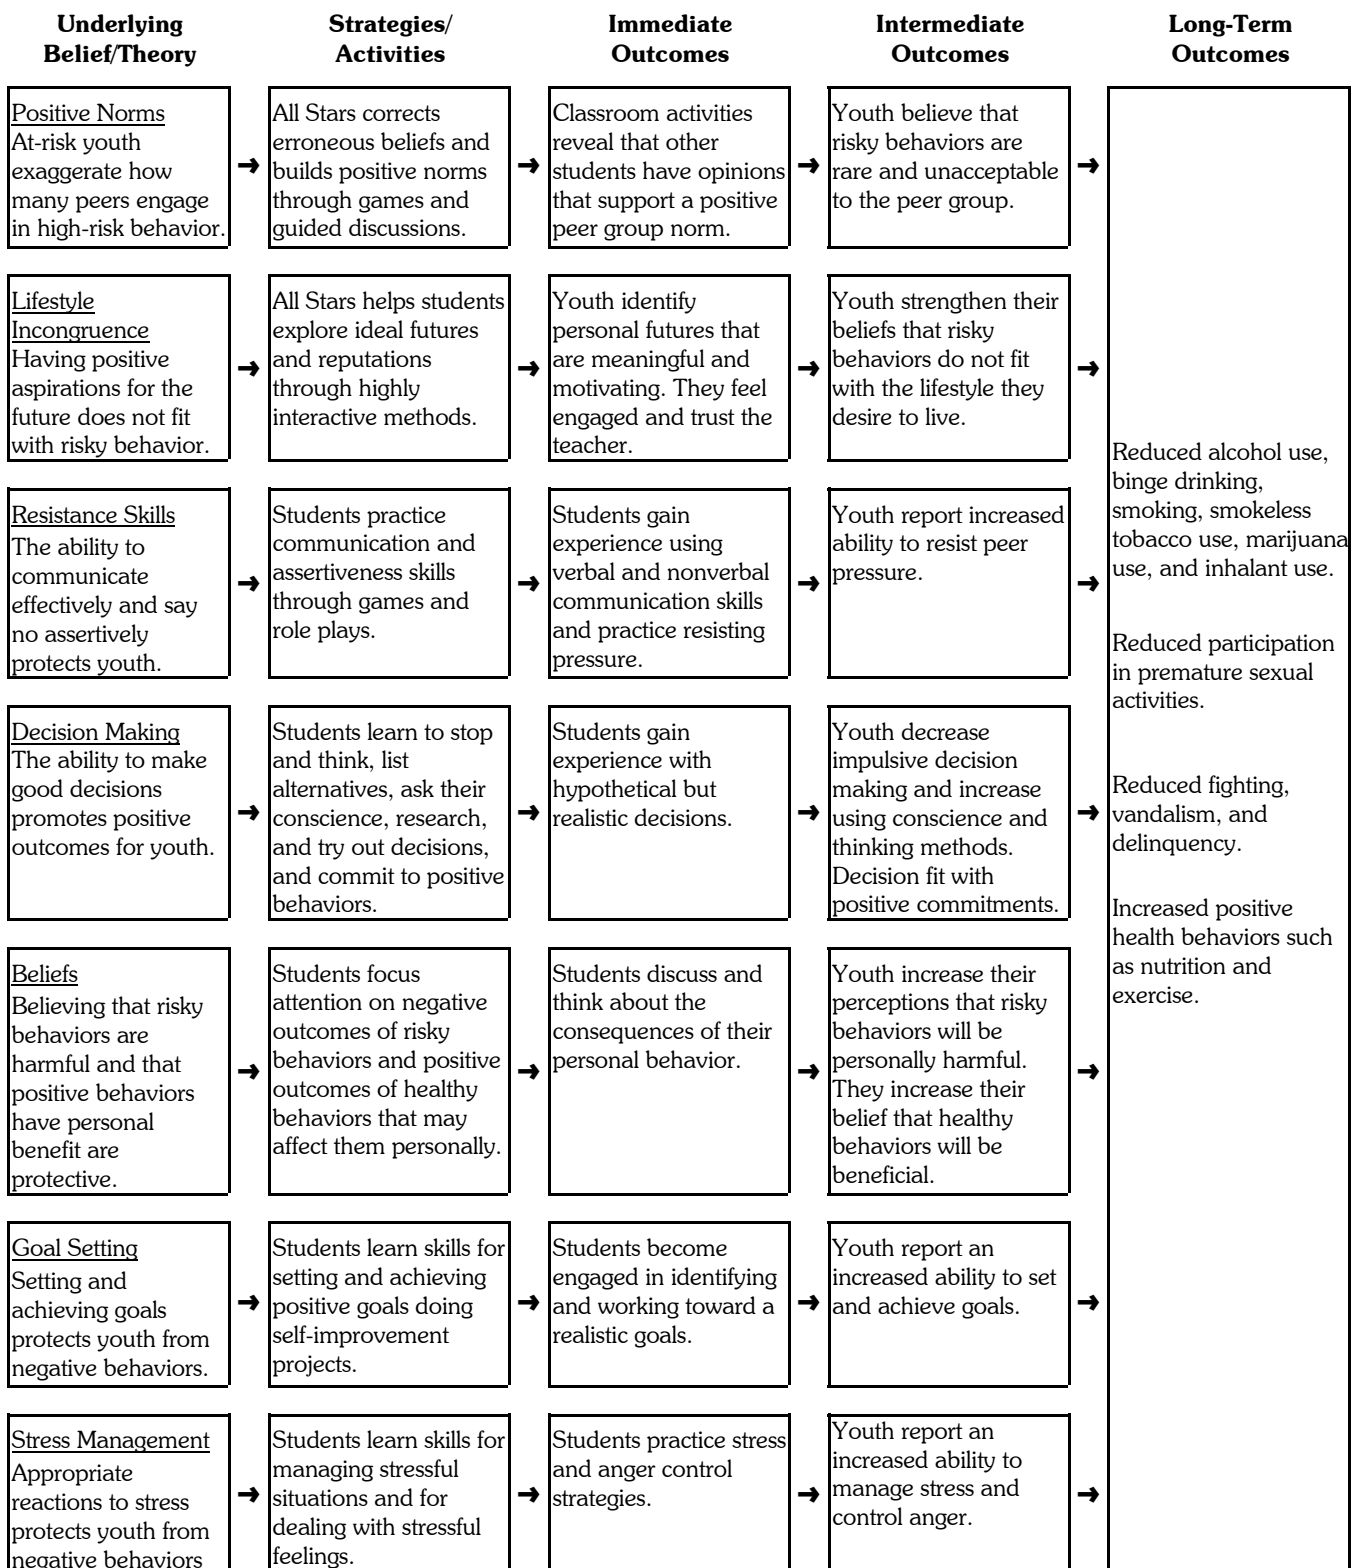 Underlying
Belief/Theory
Strategies/
Activities
Immediate
Outcomes
Intermediate
Outcomes
Long-Term
Outcomes
Positive Norms
At-risk youth
exaggerate how
many peers engage
in high-risk behavior.
→
All Stars corrects
erroneous beliefs and
builds positive norms
through games and
guided discussions.
→
Classroom activities
reveal that other
students have opinions
that support a positive
peer group norm.
→
Youth believe that
risky behaviors are
rare and unacceptable
to the peer group.
→
Lifestyle
Incongruence
Having positive
aspirations for the
future does not fit
with risky behavior.
→
All Stars helps students
explore ideal futures
and reputations
through highly
interactive methods.
→
Youth identify
personal futures that
are meaningful and
motivating. They feel
engaged and trust the
teacher.
→
Youth strengthen their
beliefs that risky
behaviors do not fit
with the lifestyle they
desire to live.
→
Resistance Skills
The ability to
communicate
effectively and say
no assertively
protects youth.
→
Students practice
communication and
assertiveness skills
through games and
role plays.
→
Students gain
experience using
verbal and nonverbal
communication skills
and practice resisting
pressure.
→
Youth report increased
ability to resist peer
pressure.
→
Decision Making
The ability to make
good decisions
promotes positive
outcomes for youth.
→
Students learn to stop
and think, list
alternatives, ask their
conscience, research,
and try out decisions,
and commit to positive
behaviors.
→
Students gain
experience with
hypothetical but
realistic decisions.
→
Youth decrease
impulsive decision
making and increase
using conscience and
thinking methods.
Decision fit with
positive commitments.
→
Beliefs
Believing that risky
behaviors are
harmful and that
positive behaviors
have personal
benefit are
protective.
→
Students focus
attention on negative
outcomes of risky
behaviors and positive
outcomes of healthy
behaviors that may
affect them personally.
→
Students discuss and
think about the
consequences of their
personal behavior.
→
Youth increase their
perceptions that risky
behaviors will be
personally harmful.
They increase their
belief that healthy
behaviors will be
beneficial.
→
Goal Setting
Setting and
achieving goals
protects youth from
negative behaviors.
→
Students learn skills for
setting and achieving
positive goals doing
self-improvement
projects.
→
Students become
engaged in identifying
and working toward a
realistic goals.
→
Youth report an
increased ability to set
and achieve goals.
→
Stress Management
Appropriate
reactions to stress
protects youth from
negative behaviors
→
Students learn skills for
managing stressful
situations and for
dealing with stressful
feelings.
→
Students practice stress
and anger control
strategies.
→
Youth report an
increased ability to
manage stress and
control anger.
→
Reduced alcohol use,
binge drinking,
smoking, smokeless
tobacco use, marijuana
use, and inhalant use.
Reduced participation
in premature sexual
activities.
Reduced fighting,
vandalism, and
delinquency.
Increased positive
health behaviors such
as nutrition and
exercise.